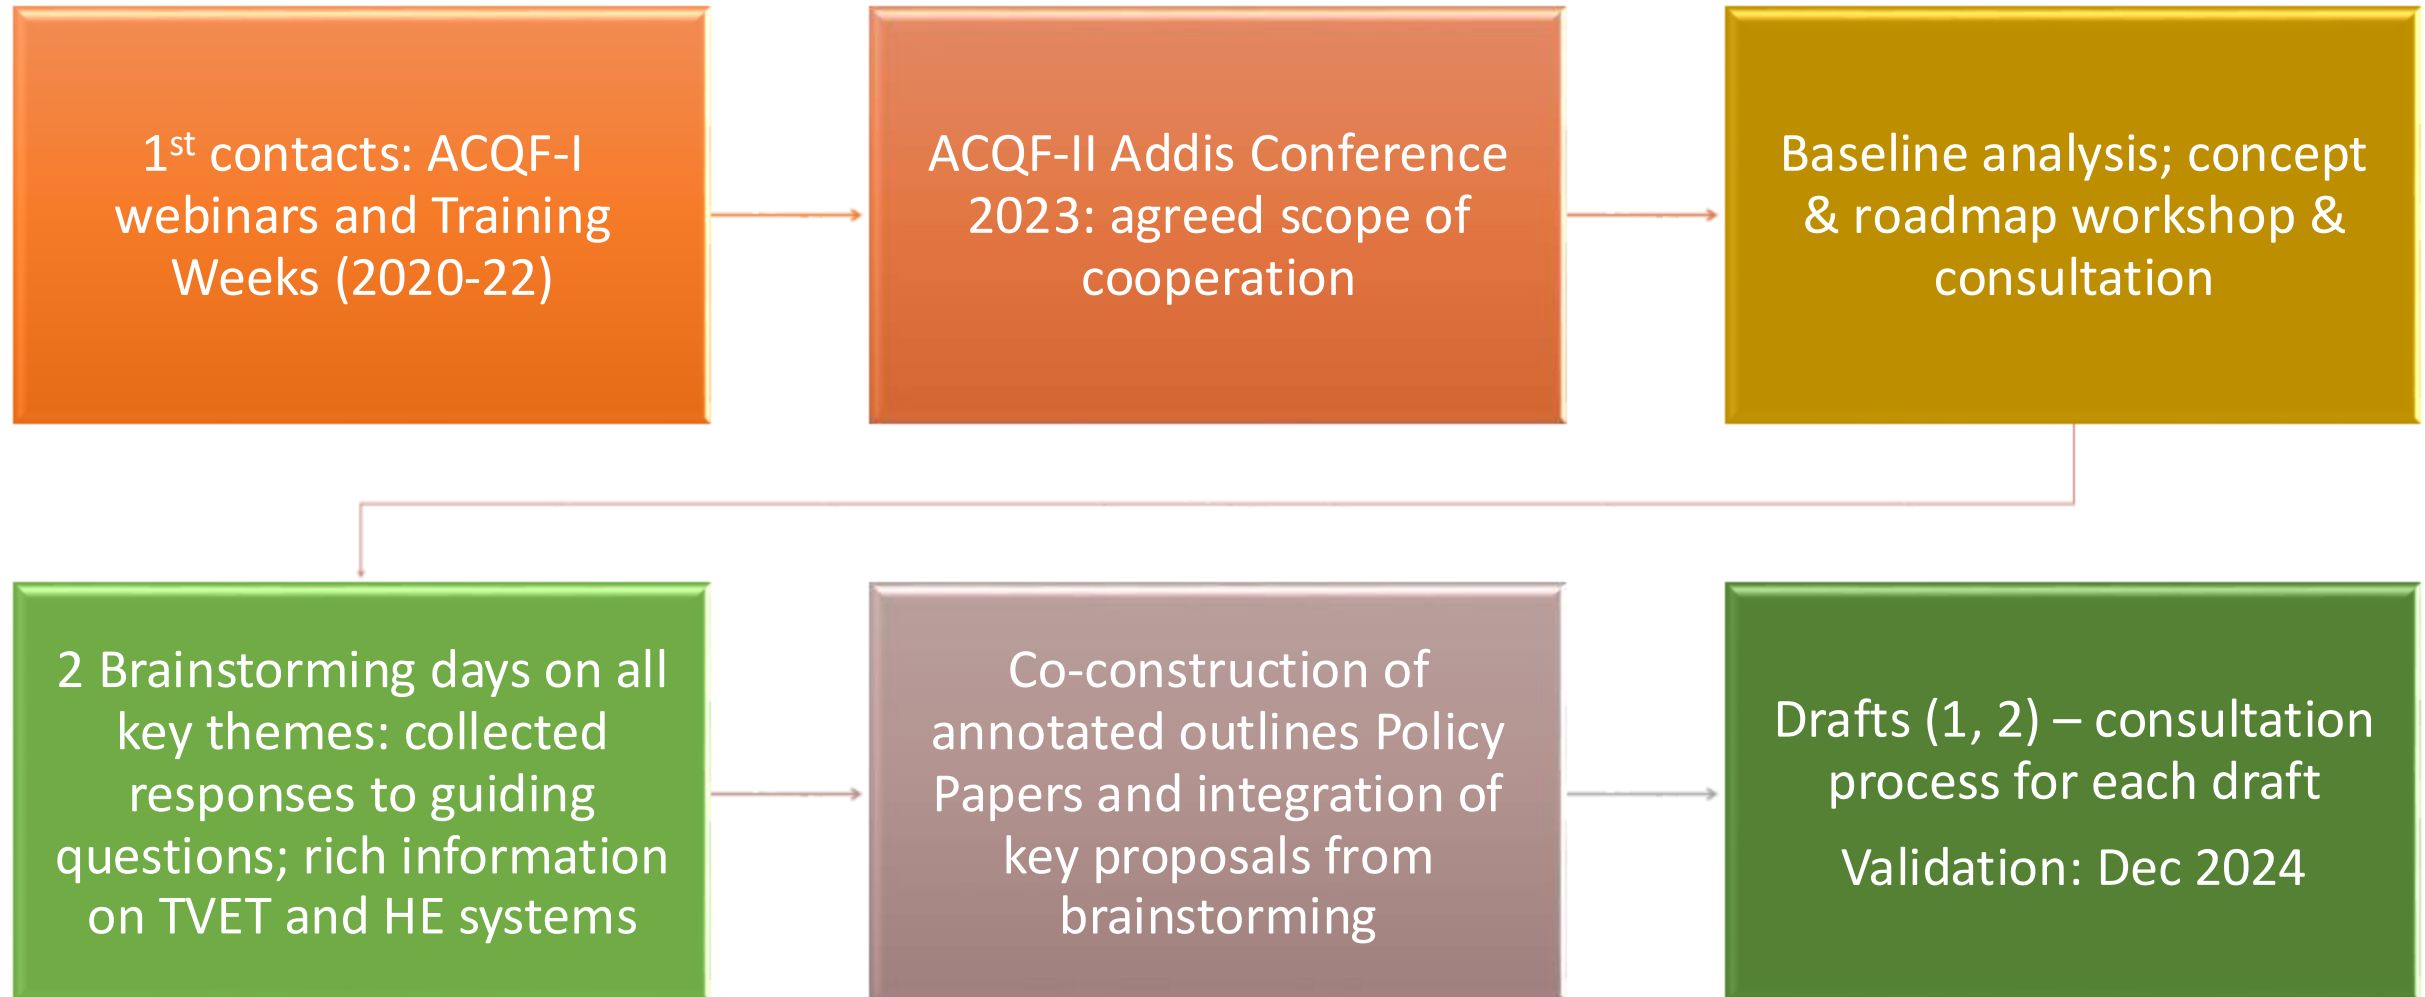 1st contacts: ACQF-I
webinars and Training
Weeks (2020-22)
ACQF-II Addis Conference
2023: agreed scope of
cooperation
Baseline analysis; concept
& roadmap workshop &
consultation
2 Brainstorming days on all
key themes: collected
responses to guiding
questions; rich information
on TVET and HE systems
Co-construction of
annotated outlines Policy
Papers and integration of
key proposals from
brainstorming
Drafts (1, 2) – consultation
process for each draft
Validation: Dec 2024